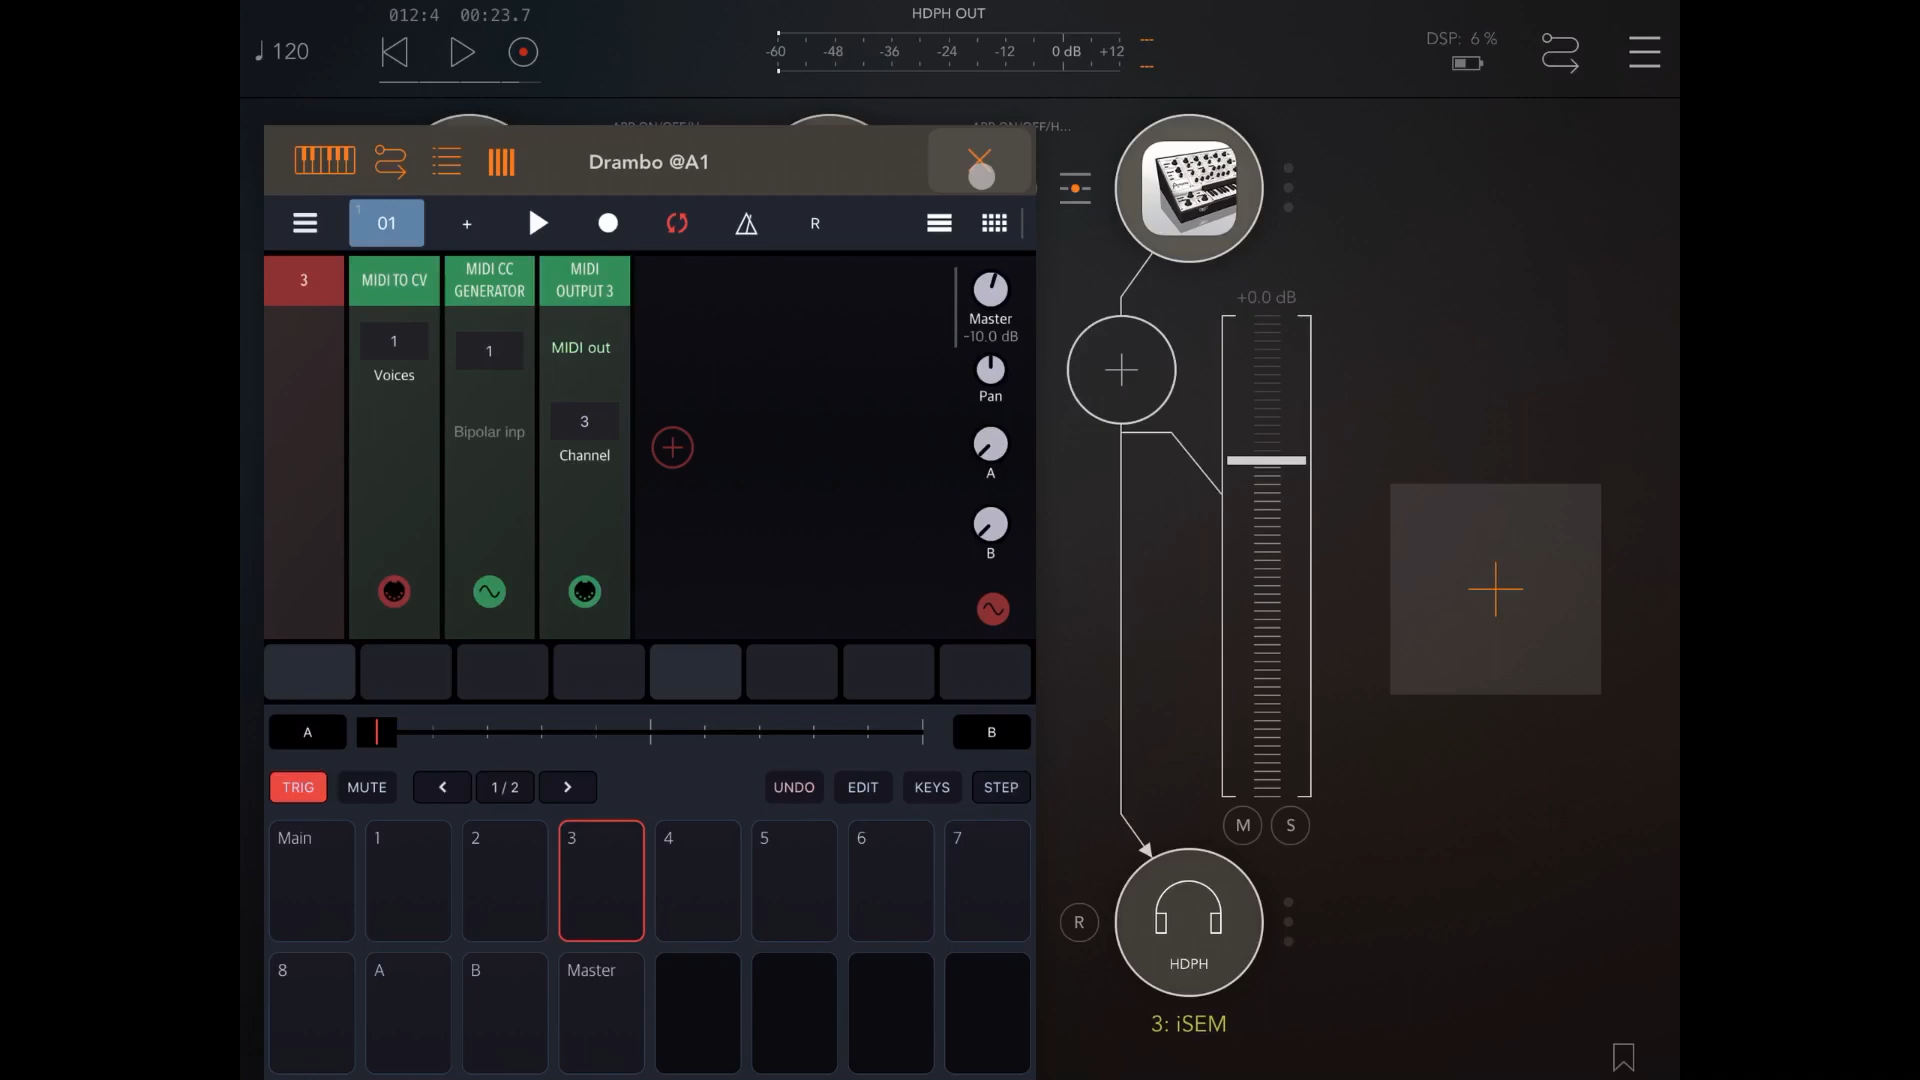 012:4 00:23.7
HDPH OUT
♩ 120
-60 -48 -36 -24 -12 0 dB +12
DSP: 6 %
Drambo @A1
1
01
+
R
3
MIDI TO CV
MIDI CC
GENERATOR
MIDI
OUTPUT 3
1
Voices
1
Bipolar inp
MIDI out
3
Channel
Master
-10.0 dB
Pan
A
B
+0.0 dB
A
B
TRIG
MUTE
<
1 / 2
>
UNDO
EDIT
KEYS
STEP
Main
1
2
3
4
5
6
7
8
A
B
Master
M
S
R
HDPH
3: iSEM